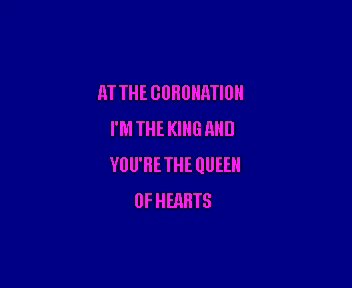 AT THE CORONATION
I'M THE KING AND
YOU'RE THE QUEEN
OF HEARTS